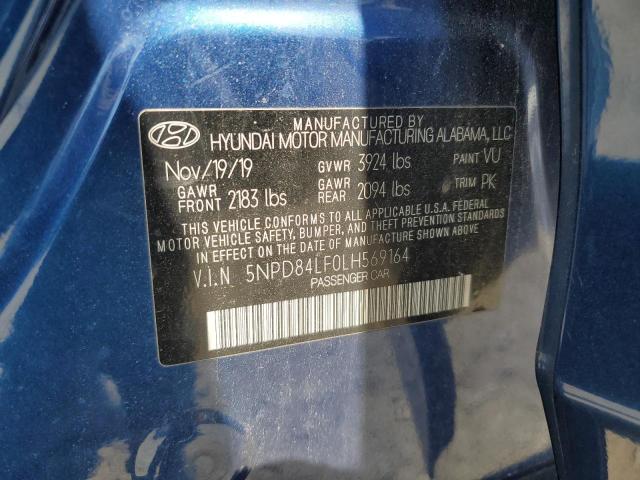 MANUFACTURED BY
HYUNDAI MOTOR MANUFACTURING ALABAMA, LLC
Nov/19/19 GVWR 3924 lbs PAINT VU
GAWR FRONT 2183 lbs GAWR REAR 2094 lbs TRIM PK
THIS VEHICLE CONFORMS TO ALL APPLICABLE U.S.A. FEDERAL
MOTOR VEHICLE SAFETY, BUMPER, AND THEFT PREVENTION STANDARDS
IN EFFECT ON THE DATE OF MANUFACTURE SHOWN ABOVE.
V.I.N 5NPD84LF0LH569164
PASSENGER CAR